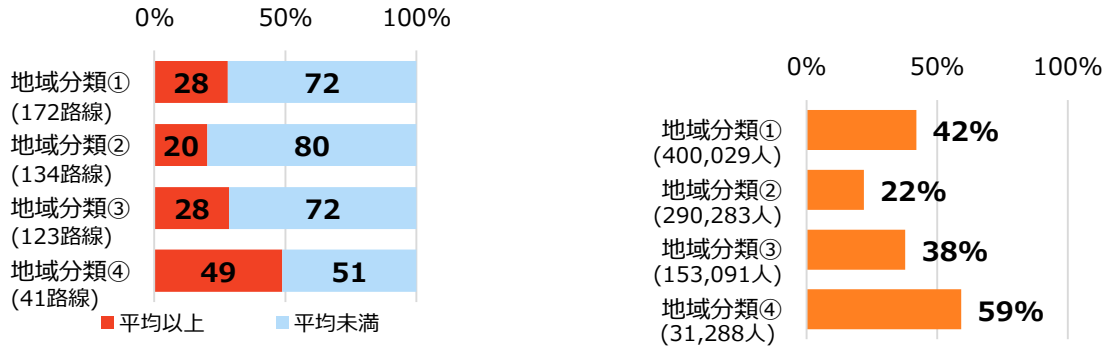 0% 50% 100%
地域分類①
(172路線)
28 72
地域分類②
(134路線)
20 80
地域分類③
(123路線)
28 72
地域分類④
(41路線)
49 51
平均以上 平均未満
0% 50% 100%
地域分類①
(400,029人)
42%
地域分類②
(290,283人)
22%
地域分類③
(153,091人)
38%
地域分類④
(31,288人)
59%